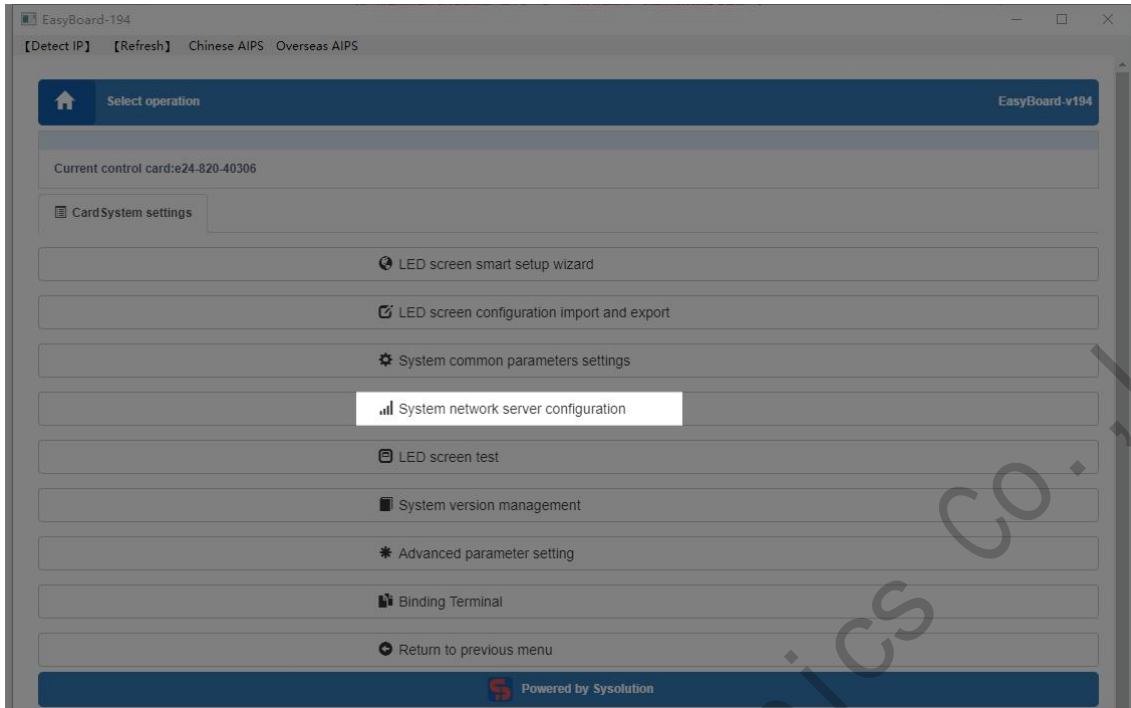 EasyBoard-194
【Detect IP】 【Refresh】 Chinese AIPS Overseas AIPS
Select operation EasyBoard-v194
Current control card:e24-820-40306
CardSystem settings
LED screen smart setup wizard
LED screen configuration import and export
System common parameters settings
System network server configuration
LED screen test
System version management
Advanced parameter setting
Binding Terminal
Return to previous menu
Powered by Sysolution